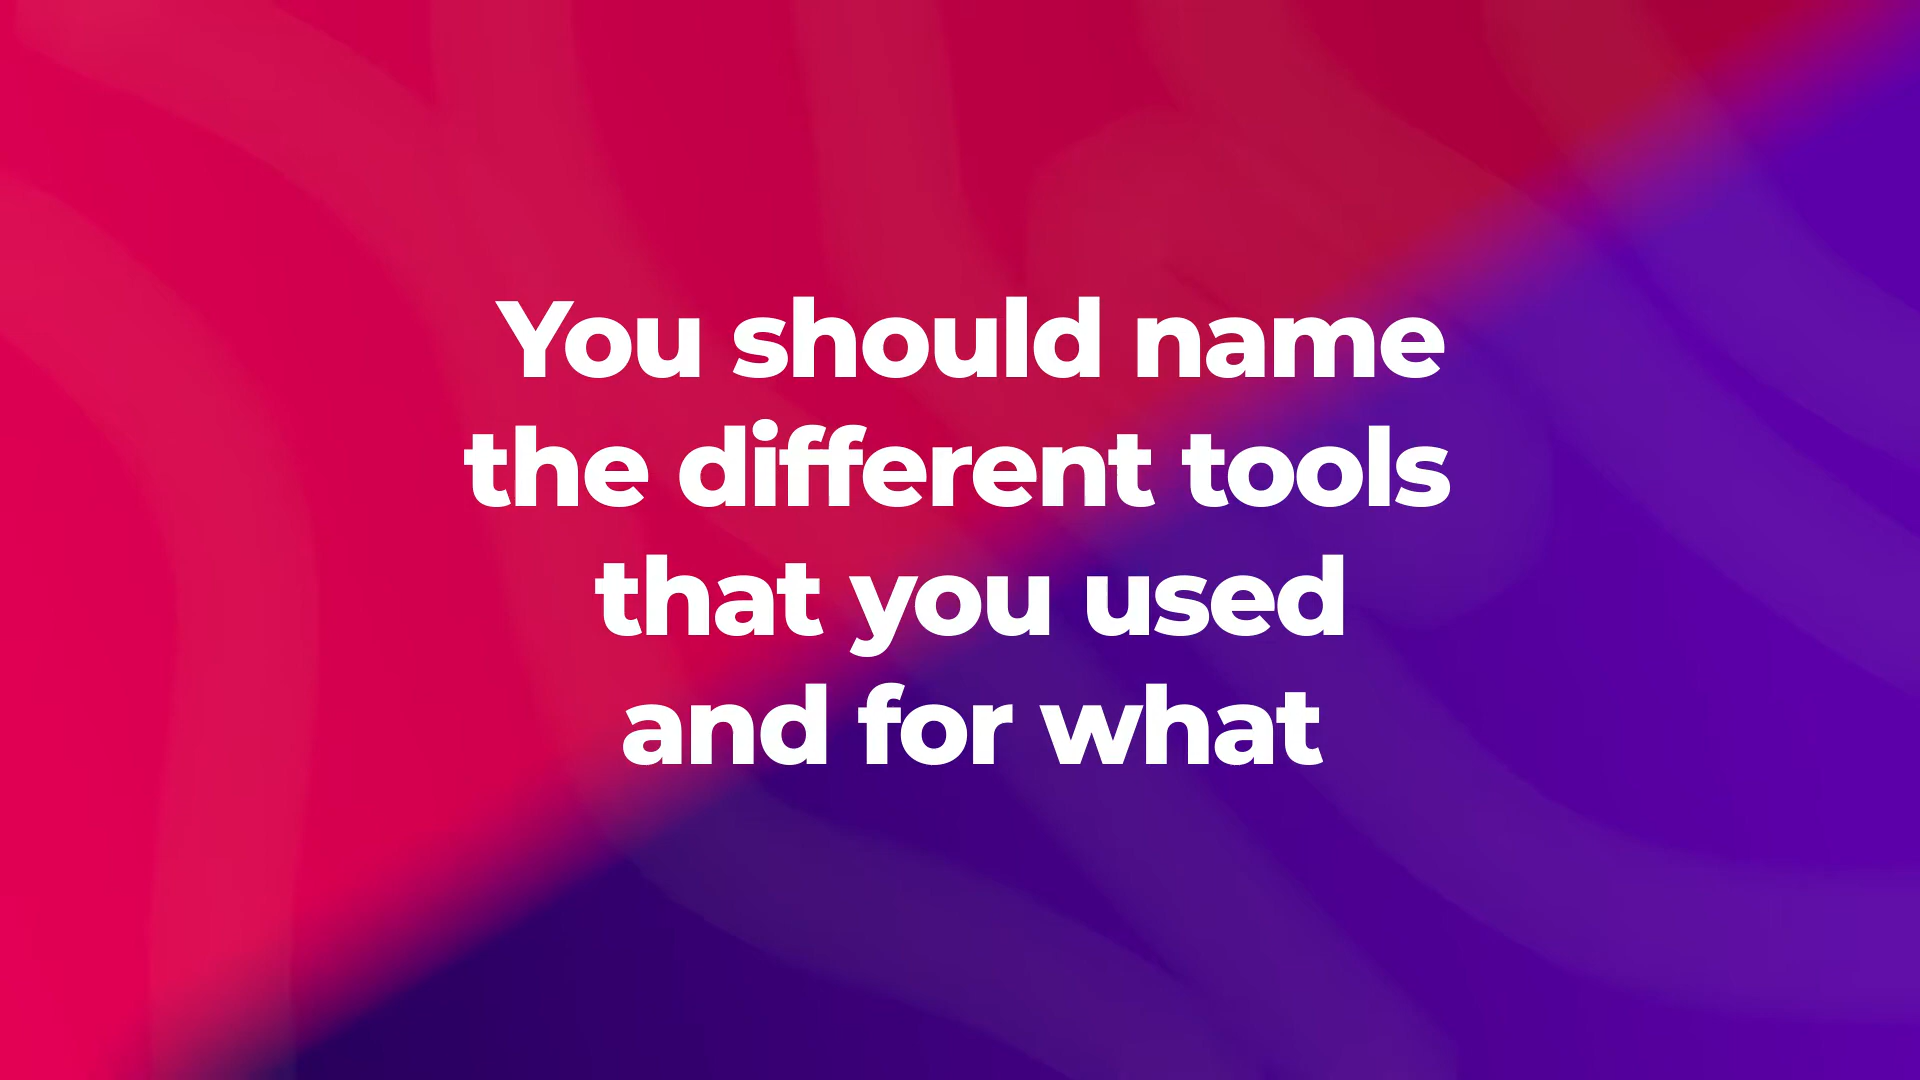 You should name
the different tools
that you used
and for what